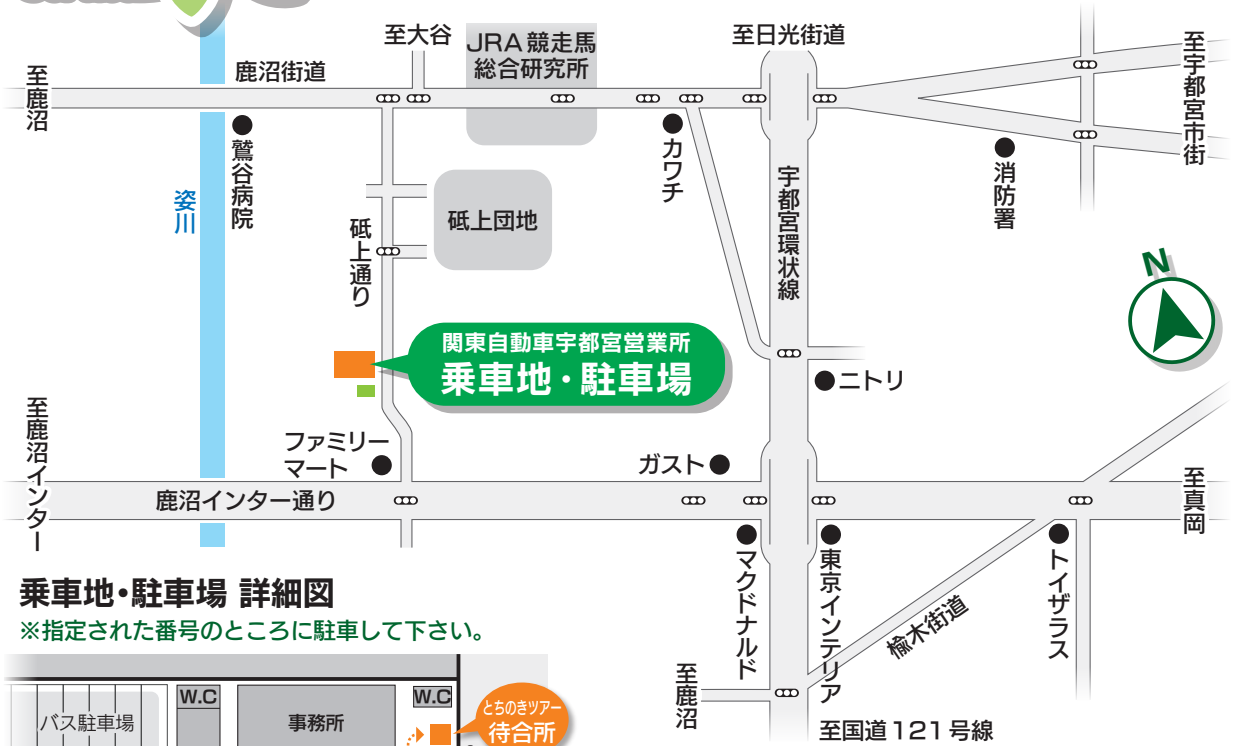 至大谷
JRA競走馬
総合研究所
至日光街道
至宇都宮市街
至鹿沼
鹿沼街道
鷲谷病院
カワチ
消防署
姿川
砥上団地
砥上通り
宇都宮環状線
N
関東自動車宇都宮営業所
乗車地・駐車場
ニトリ
至鹿沼インター
ファミリー
マート
ガスト
鹿沼インター通り
至真岡
マクドナルド
東京インテリア
トイザラス
楡木街道
至鹿沼
至国道121号線
乗車地・駐車場 詳細図
※指定された番号のところに駐車して下さい。
バス駐車場
W.C
事務所
W.C
とちのきツアー
待合所